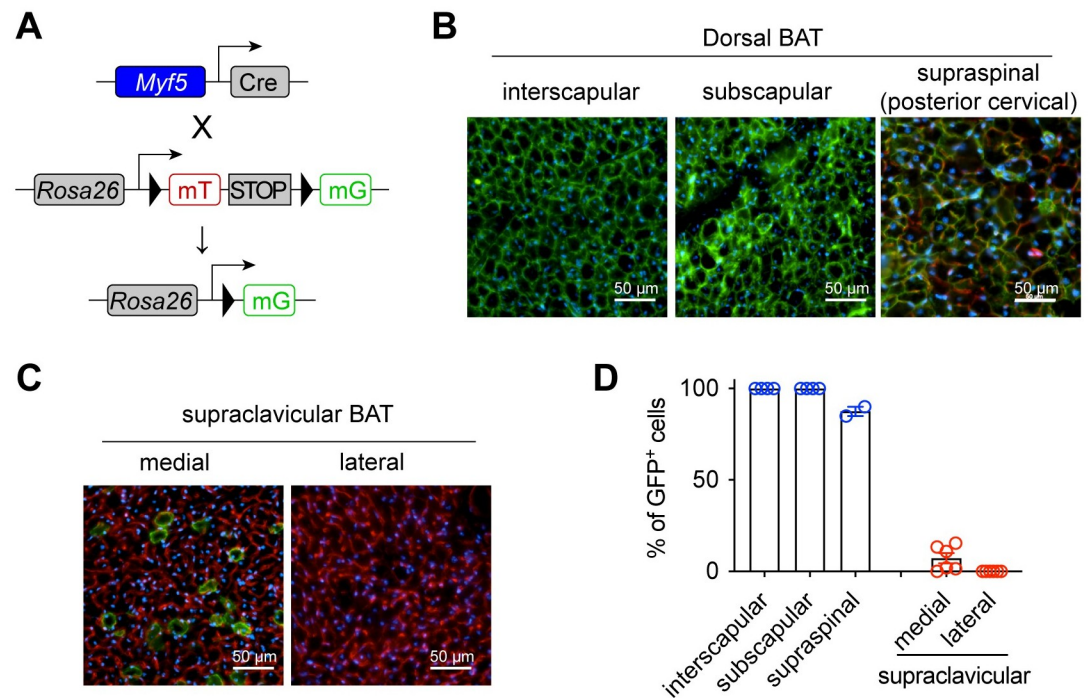 A
Myf5 Cre
X
Rosa26 mT STOP mG
Rosa26 mG
B
Dorsal BAT
interscapular
subscapular
supraspinal
(posterior cervical)
50 µm
50 µm
50 µm
C
supraclavicular BAT
medial
lateral
50 µm
50 µm
D
% of GFP+ cells
100
50
0
interscapular
subscapular
supraspinal
medial
lateral
supraclavicular